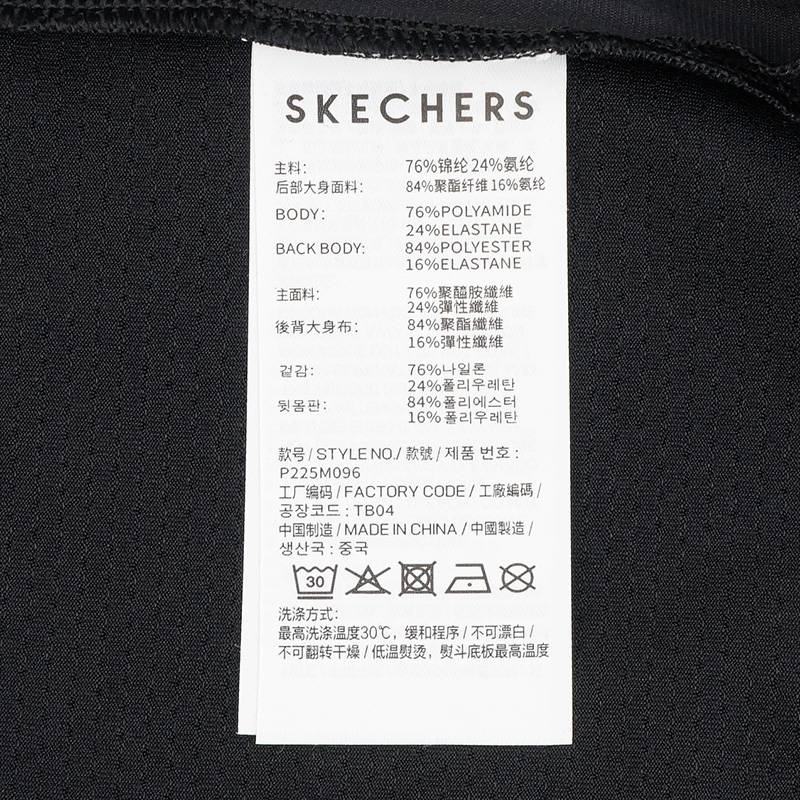 SKECHERS
主料: 76%锦纶 24%氨纶
后部大身面料: 84%聚酯纤维 16%氨纶
BODY: 76%POLYAMIDE
24%ELASTANE
BACK BODY: 84%POLYESTER
16%ELASTANE
主面料: 76%聚醯胺纖維
24%彈性纖維
後背大身布: 84%聚酯纖維
16%彈性纖維
겉감: 76%나일론
24%폴리우레탄
뒷몸판: 84%폴리에스터
16%폴리우레탄
款号 / STYLE NO./ 款號 / 제품 번호 :
P225M096
工厂编码 / FACTORY CODE / 工廠編碼 /
공장코드 : TB04
中国制造 / MADE IN CHINA / 中國製造 /
생산국 : 중국
30
洗涤方式:
最高洗涤温度30℃，缓和程序 / 不可漂白 /
不可翻转干燥 / 低温熨烫，熨斗底板最高温度